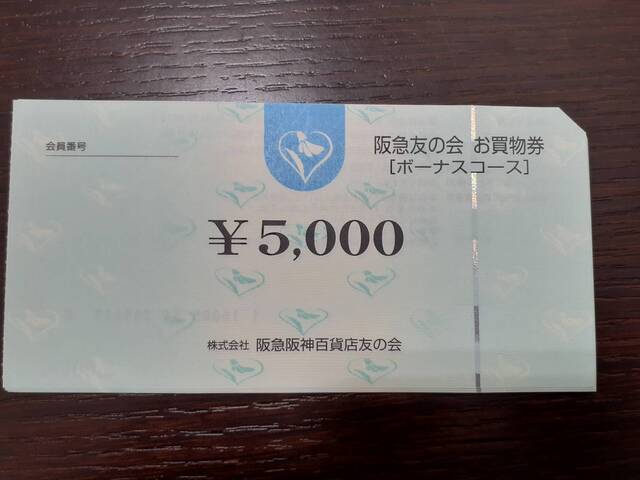 会員番号
阪急友の会 お買物券
[ボーナスコース]
¥5,000
株式会社 阪急阪神百貨店友の会